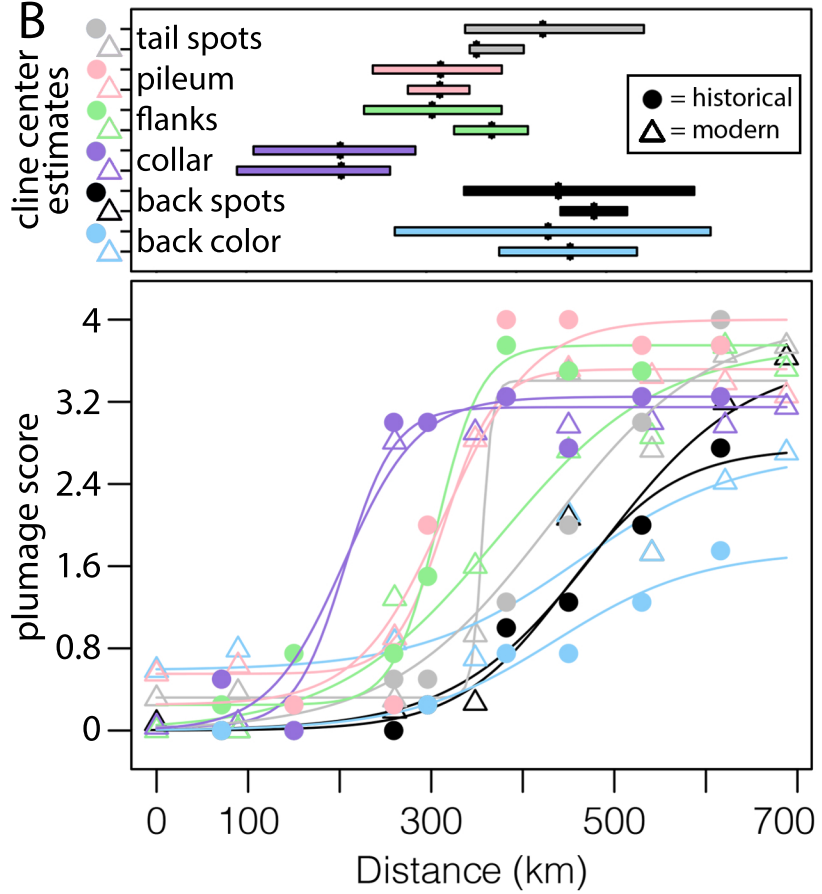 B
cline center
estimates
tail spots
pileum
flanks
collar
back spots
back color
= historical
= modern
plumage score
4
3.2
2.4
1.6
0.8
0
0 100 300 500 700
Distance (km)